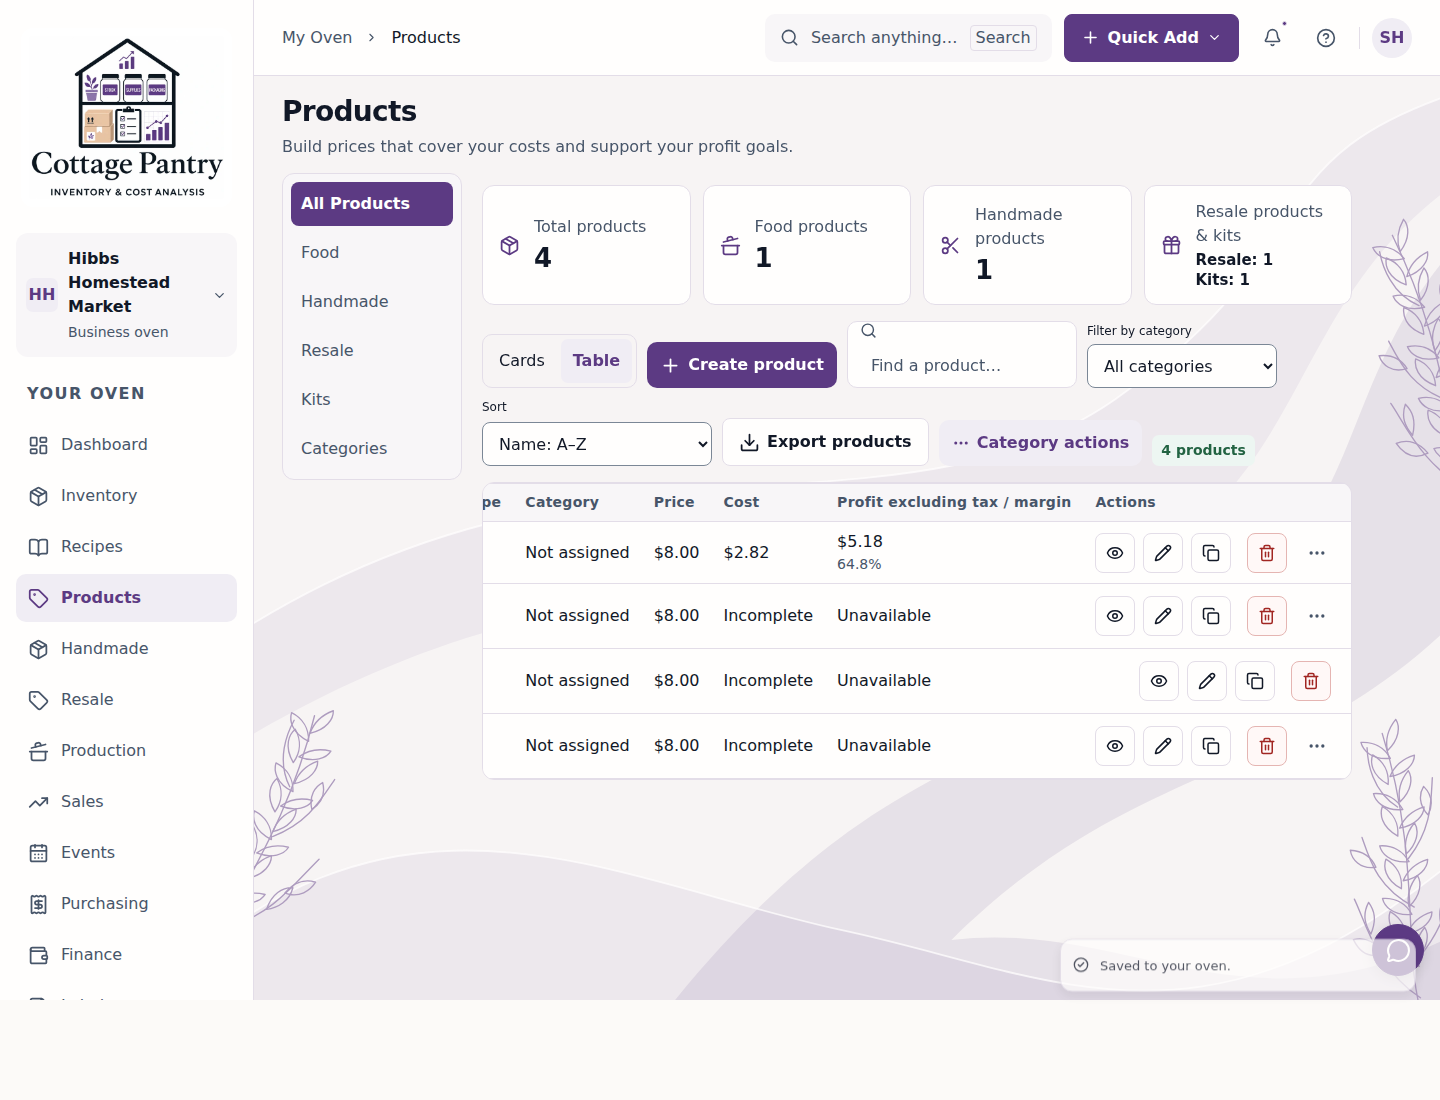 My Oven
Products
Search anything...
Search
Quick Add
SH
Cottage Pantry
INVENTORY & COST ANALYSIS
HH
Hibbs
Homestead
Market
Business oven
YOUR OVEN
Dashboard
Inventory
Recipes
Products
Handmade
Resale
Production
Sales
Events
Purchasing
Finance
Products
Build prices that cover your costs and support your profit goals.
All Products
Food
Handmade
Resale
Kits
Categories
Total products
4
Food products
1
Handmade
products
1
Resale products
& kits
Resale: 1
Kits: 1
Cards
Table
Create product
Find a product...
Filter by category
All categories
Sort
Name: A–Z
Export products
Category actions
4 products
pe Category Price Cost Profit excluding tax / margin Actions
Not assigned $8.00 $2.82 $5.18
64.8%
Not assigned $8.00 Incomplete Unavailable
Not assigned $8.00 Incomplete Unavailable
Not assigned $8.00 Incomplete Unavailable
Saved to your oven.